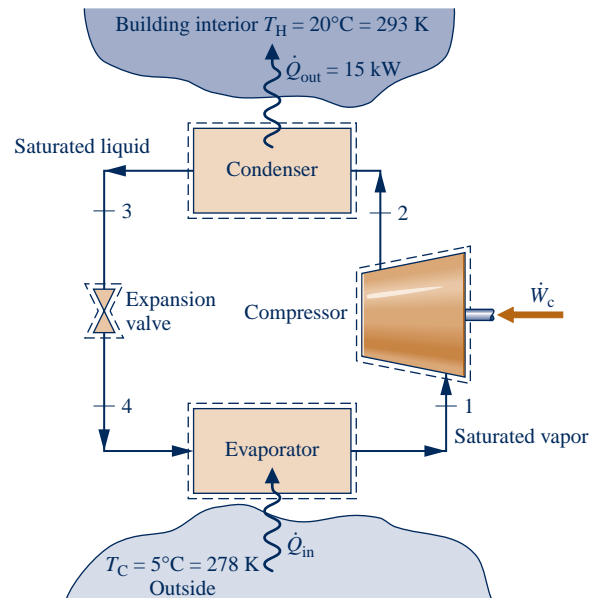 Building interior T_H = 20°C = 293 K
Q̇_out = 15 kW
Saturated liquid
Condenser
3
2
Expansion
valve
Compressor
Ẇ_c
4
1
Evaporator
Saturated vapor
Q̇_in
T_C = 5°C = 278 K
Outside